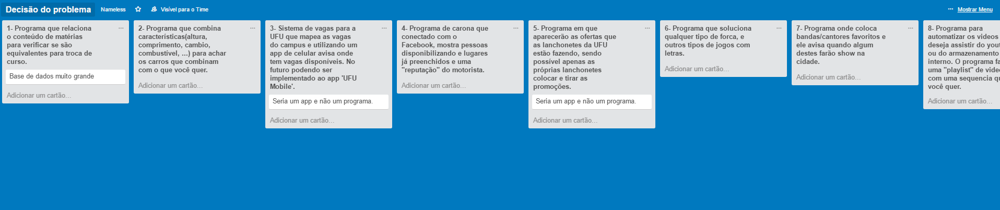 Decisão do problema
Nameless
Visível para o Time
Mostrar Menu
1- Programa que relaciona
o conteúdo de matérias
para verificar se são
equivalentes para troca de
curso.
Base de dados muito grande
Adicionar um cartão...
2- Programa que combina
características(altura,
comprimento, cambio,
combustível, ...) para achar
os carros que combinam
com o que você quer.
Adicionar um cartão...
3- Sistema de vagas para a
UFU que mapea as vagas
do campus e utilizando um
app de celular avisa onde
tem vagas disponíveis. No
futuro podendo ser
implementado ao app 'UFU
Mobile'.
Seria um app e não um programa.
Adicionar um cartão...
4- Programa de carona que
conectado com o
Facebook, mostra pessoas
disponibilizando e lugares
já preenchidos e uma
"reputação" do motorista.
Adicionar um cartão...
5- Programa em que
aparecerão as ofertas que
as lanchonetes da UFU
estão fazendo, sendo
possível apenas as
próprias lanchonetes
colocar e tirar as
promoções.
Seria um app e não um programa.
Adicionar um cartão...
6- Programa que soluciona
qualquer tipo de forca, e
outros tipos de jogos com
letras.
Adicionar um cartão...
7- Programa onde coloca
bandas/cantores favoritos e
ele avisa quando algum
destes farão show na
cidade.
Adicionar um cartão...
8- Programa para
automatizar os videos
deseja assistir do
ou do armazenamento
interno. O programa
uma "playlist" de
com uma sequencia
você quer.
Adicionar um cartão...